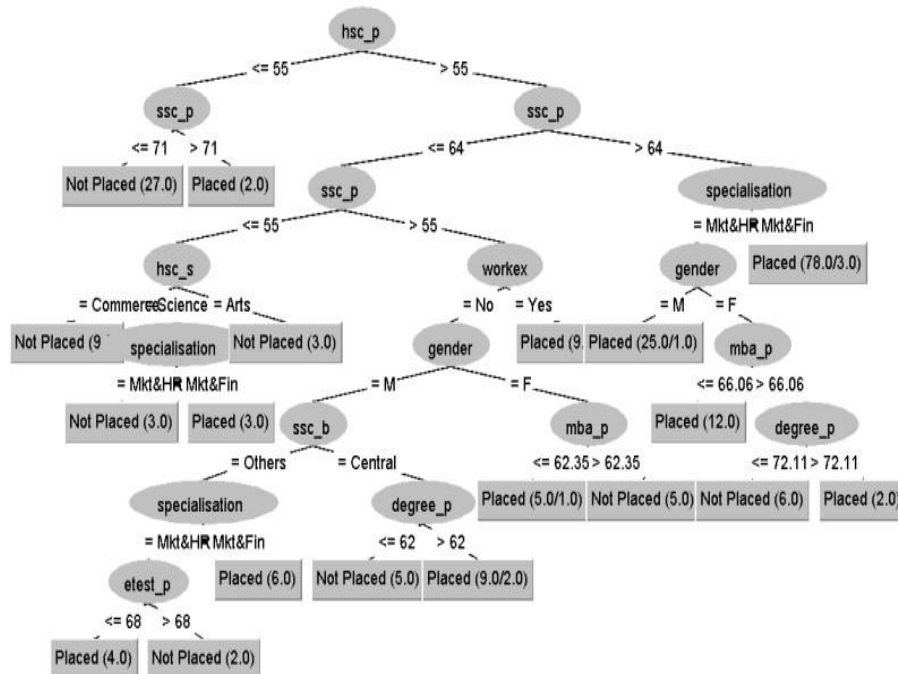 hsc_p
<= 55 > 55
ssc_p ssc_p
<= 71 > 71 <= 64 > 64
Not Placed (27.0) Placed (2.0) ssc_p specialisation
<= 55 > 55 = Mkt&HR Mkt&Fin
hsc_s workex gender Placed (78.0/3.0)
= Commerce =Science = Arts = No = Yes = M = F
Not Placed (9 specialisation Not Placed (3.0) gender Placed (9. Placed (25.0/1.0) mba_p
= Mkt&HR Mkt&Fin = M = F <= 66.06 > 66.06
Not Placed (3.0) Placed (3.0) ssc_b mba_p Placed (12.0) degree_p
= Others = Central <= 62.35 > 62.35 <= 72.11 > 72.11
specialisation degree_p Placed (5.0/1.0) Not Placed (5.0) Not Placed (6.0) Placed (2.0)
= Mkt&HR Mkt&Fin <= 62 > 62
etest_p Placed (6.0) Not Placed (5.0) Placed (9.0/2.0)
<= 68 > 68
Placed (4.0) Not Placed (2.0)